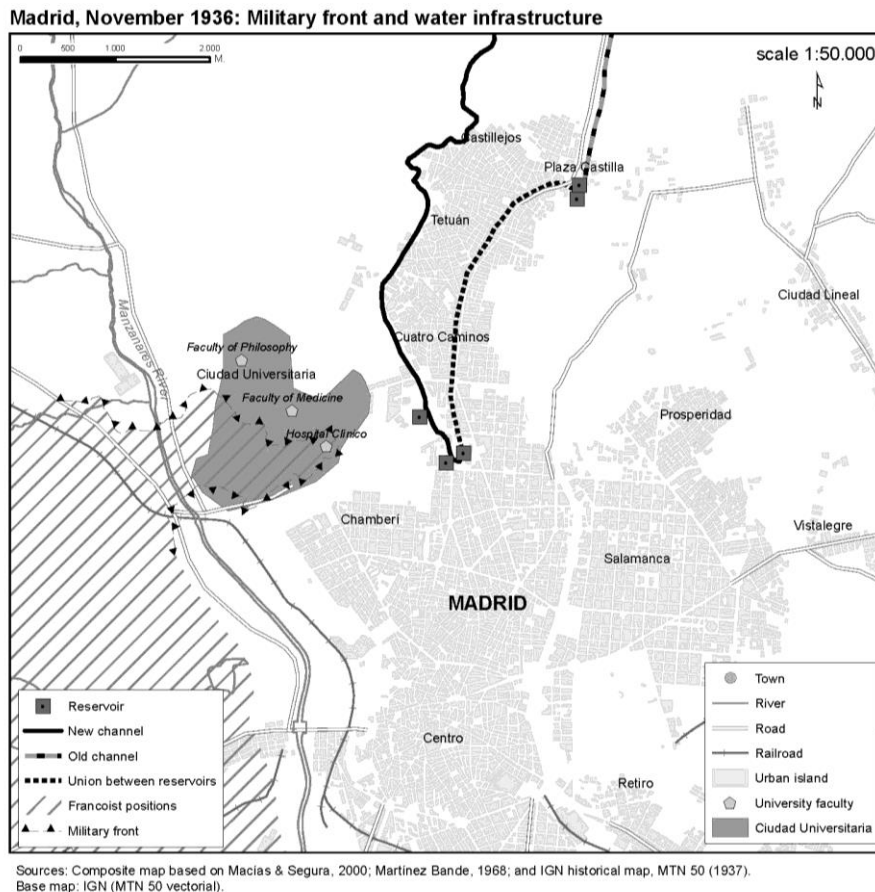 Madrid, November 1936: Military front and water infrastructure
0 500 1.000 2.000
M.
scale 1:50.000
N
Castillejos
Plaza Castilla
Tetuán
Ciudad Lineal
Manzanares River
Cuatro Caminos
Faculty of Philosophy
Ciudad Universitaria
Faculty of Medicine
Prosperidad
Hospital Clínico
Chamberí
Vistalegre
Salamanca
MADRID
Centro
Retiro
Reservoir
New channel
Old channel
Union between reservoirs
Francoist positions
Military front
Town
River
Road
Railroad
Urban island
University faculty
Ciudad Universitaria
Sources: Composite map based on Macías & Segura, 2000; Martínez Bande, 1968; and IGN historical map, MTN 50 (1937).
Base map: IGN (MTN 50 vectorial).